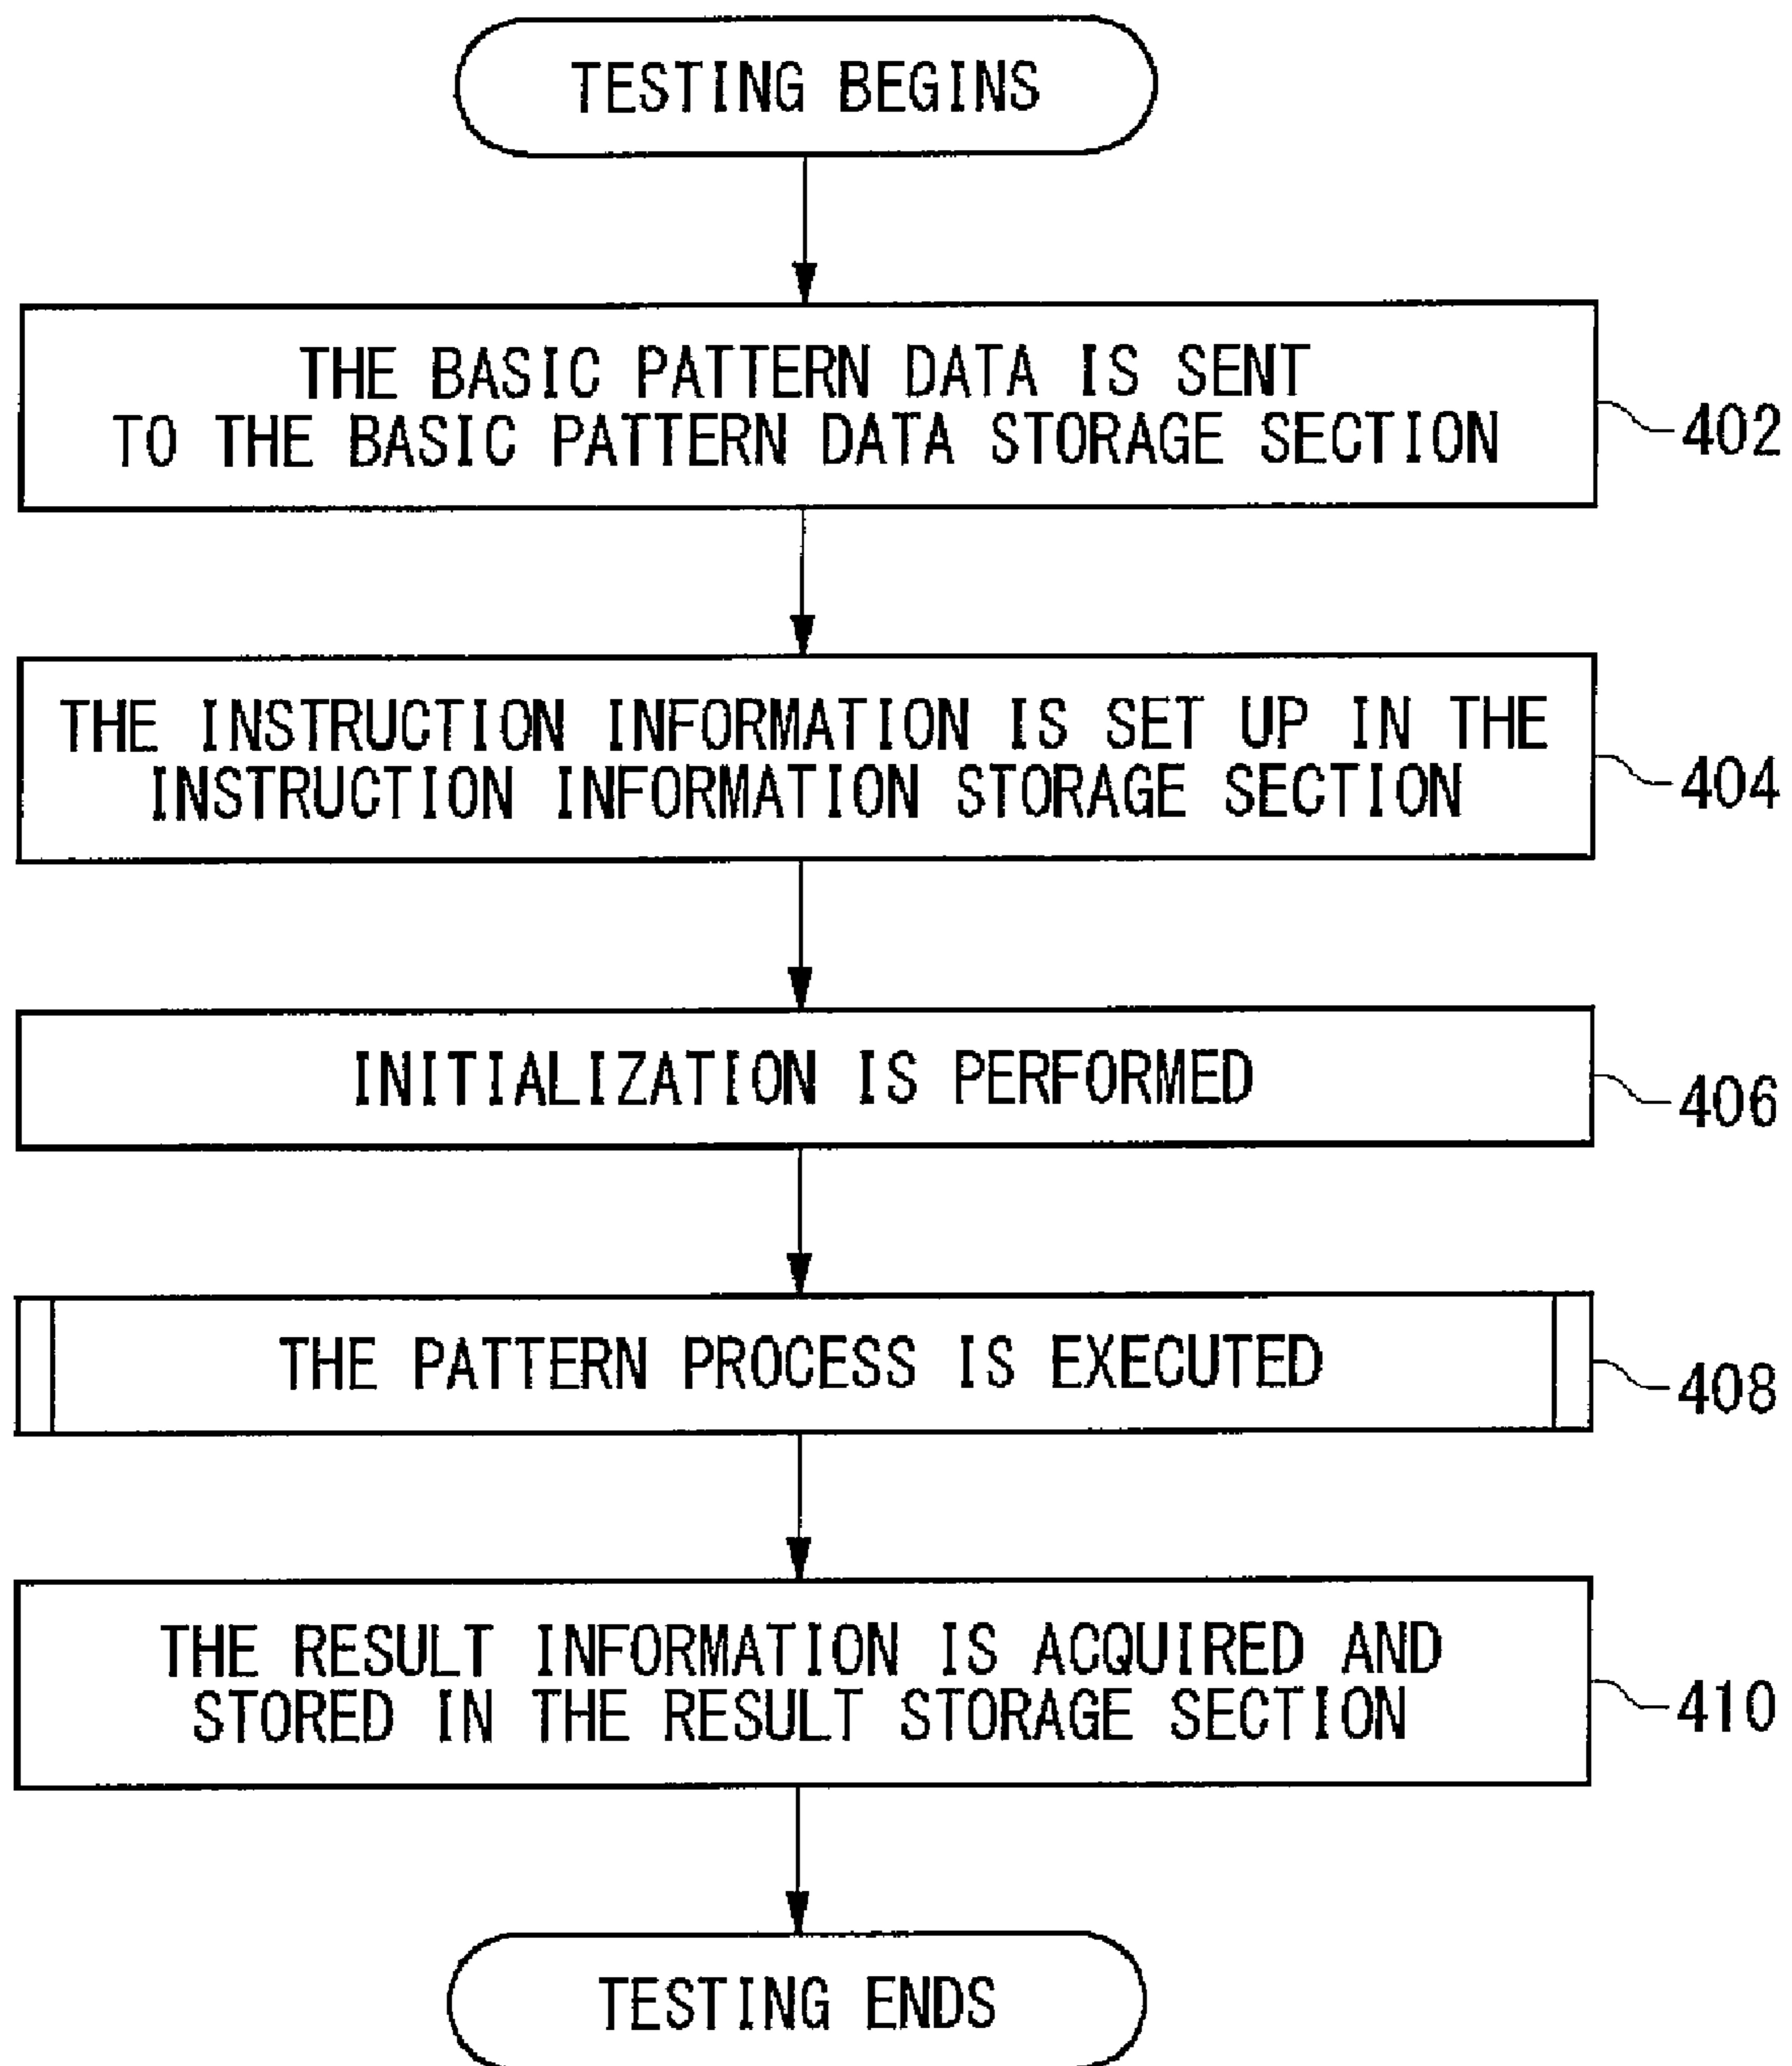 TESTING BEGINS
THE BASIC PATTERN DATA IS SENT
TO THE BASIC PATTERN DATA STORAGE SECTION
402
THE INSTRUCTION INFORMATION IS SET UP IN THE
INSTRUCTION INFORMATION STORAGE SECTION
404
INITIALIZATION IS PERFORMED
406
THE PATTERN PROCESS IS EXECUTED
408
THE RESULT INFORMATION IS ACQUIRED AND
STORED IN THE RESULT STORAGE SECTION
410
TESTING ENDS